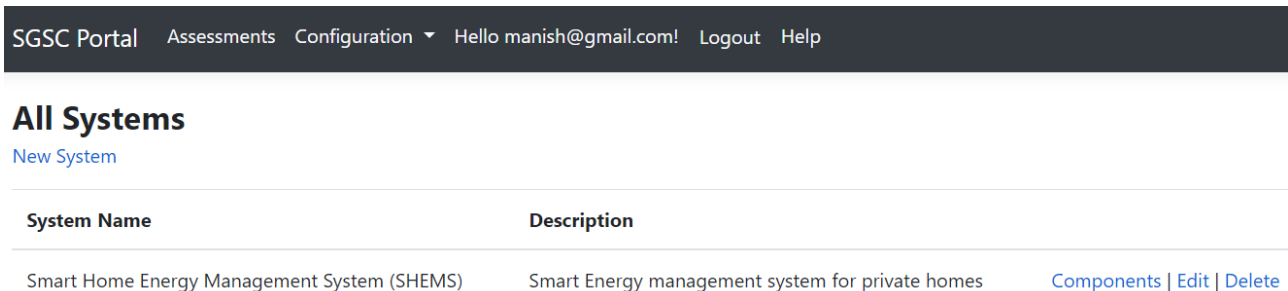 SGSC Portal Assessments Configuration Hello manish@gmail.com! Logout Help
All Systems
New System
System Name Description
Smart Home Energy Management System (SHEMS) Smart Energy management system for private homes Components | Edit | Delete